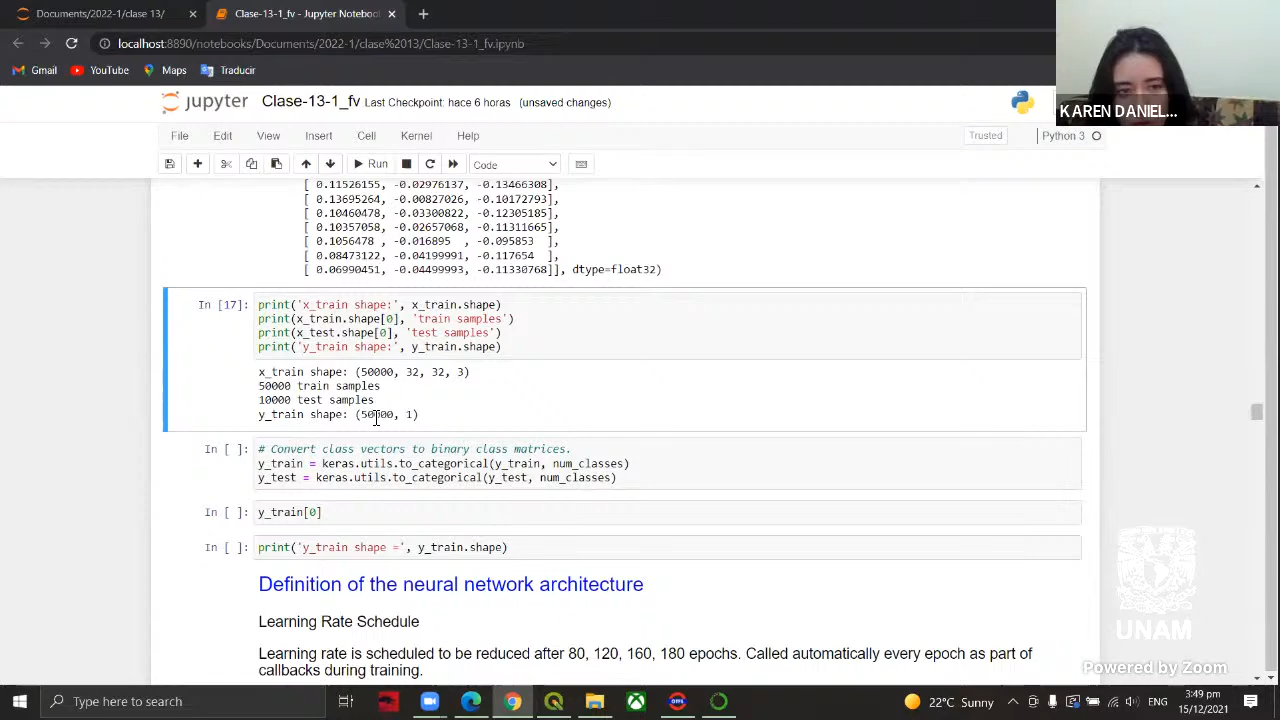 Documents/2022-1/clase 13/
Clase-13-1_fv - Jupyter Notebo
localhost:8890/notebooks/Documents/2022-1/clase%2013/Clase-13-1_fv.ipynb
Gmail YouTube Maps Traducir
KAREN DANIEL...
jupyter Clase-13-1_fv Last Checkpoint: hace 6 horas (unsaved changes)
File Edit View Insert Cell Kernel Help
Trusted Python 3
Run Code
[ 0.11526155, -0.02976137, -0.13466308],
[ 0.13695264, -0.00827026, -0.10172793],
[ 0.10460478, -0.03300822, -0.12305185],
[ 0.10357058, -0.02657068, -0.11311665],
[ 0.1056478 , -0.016895 , -0.095853 ],
[ 0.08473122, -0.04199991, -0.117654 ],
[ 0.06990451, -0.04499993, -0.11330768]], dtype=float32)
In [17]: print('x_train shape:', x_train.shape)
print(x_train.shape[0], 'train samples')
print(x_test.shape[0], 'test samples')
print('y_train shape:', y_train.shape)
x_train shape: (50000, 32, 32, 3)
50000 train samples
10000 test samples
y_train shape: (50000, 1)
In [ ]: # Convert class vectors to binary class matrices.
y_train = keras.utils.to_categorical(y_train, num_classes)
y_test = keras.utils.to_categorical(y_test, num_classes)
In [ ]: y_train[0]
In [ ]: print('y_train shape =', y_train.shape)
Definition of the neural network architecture
Learning Rate Schedule
Learning rate is scheduled to be reduced after 80, 120, 160, 180 epochs. Called automatically every epoch as part of
callbacks during training.
UNAM
Powered by Zoom
Type here to search
22°C Sunny
ENG
3:49 pm
15/12/2021